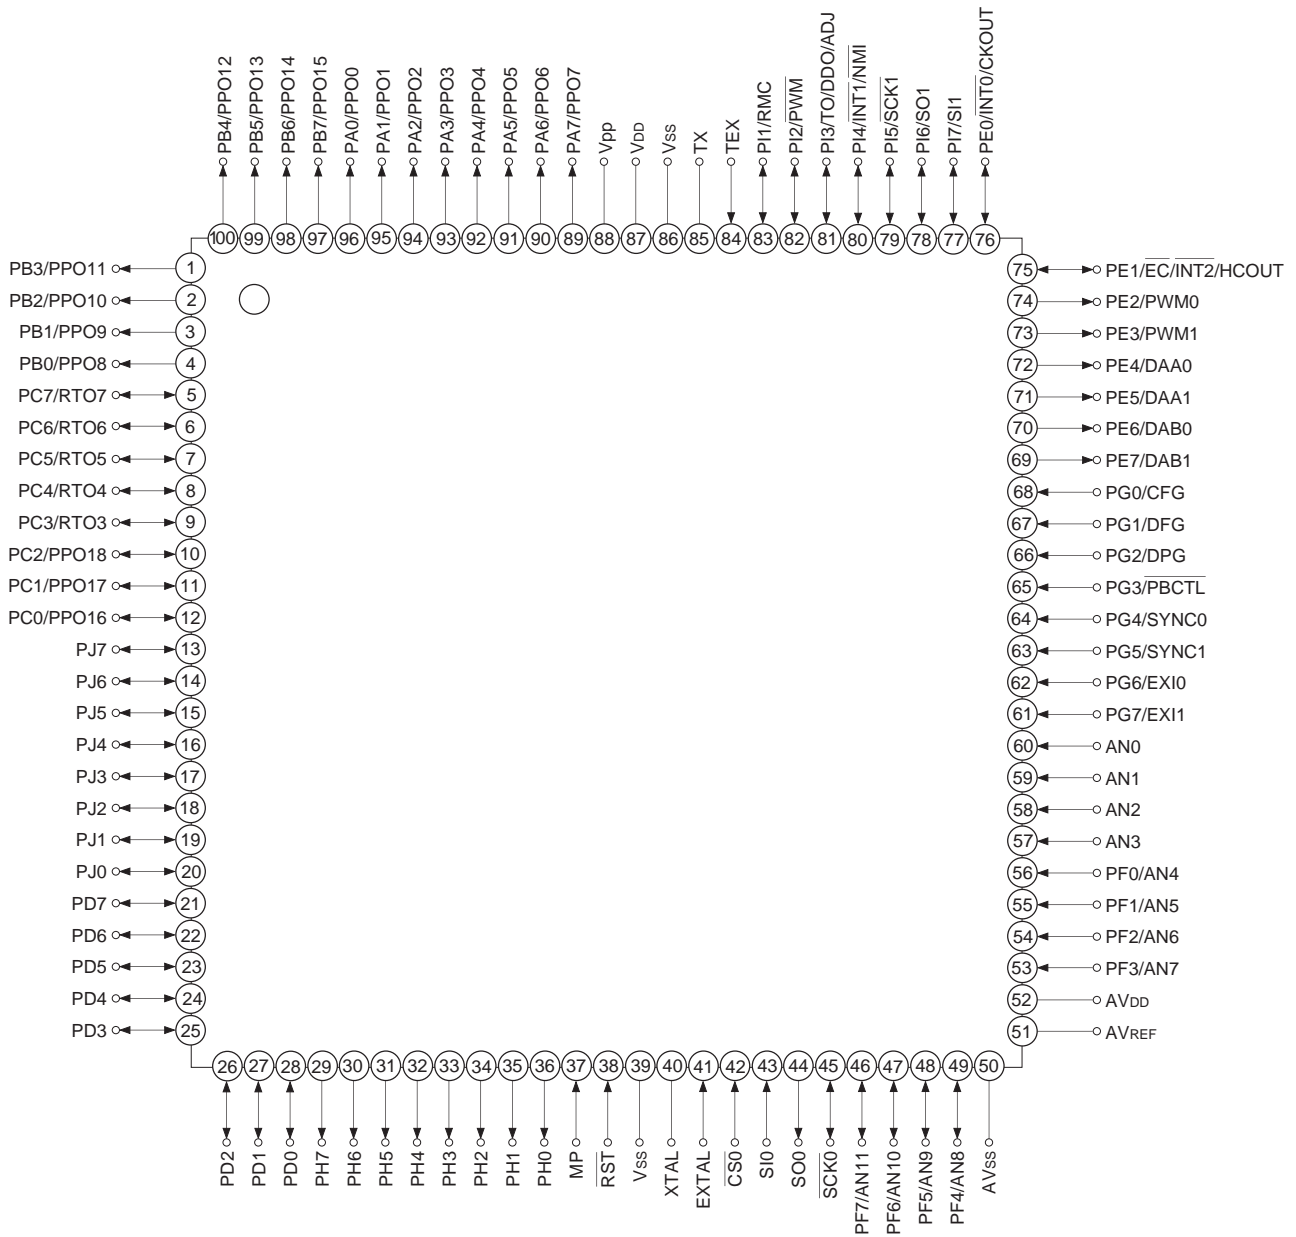 PB4/PPO12
PB5/PPO13
PB6/PPO14
PB7/PPO15
PA0/PPO0
PA1/PPO1
PA2/PPO2
PA3/PPO3
PA4/PPO4
PA5/PPO5
PA6/PPO6
PA7/PPO7
Vpp
VDD
Vss
TX
TEX
PI1/RMC
PI2/PWM
PI3/TO/DDO/ADJ
PI4/INT1/NMI
PI5/SCK1
PI6/SO1
PI7/SI1
PE0/INT0/CKOUT
100 99 98 97 96 95 94 93 92 91 90 89 88 87 86 85 84 83 82 81 80 79 78 77 76
PB3/PPO11 1
PB2/PPO10 2
PB1/PPO9 3
PB0/PPO8 4
PC7/RTO7 5
PC6/RTO6 6
PC5/RTO5 7
PC4/RTO4 8
PC3/RTO3 9
PC2/PPO18 10
PC1/PPO17 11
PC0/PPO16 12
PJ7 13
PJ6 14
PJ5 15
PJ4 16
PJ3 17
PJ2 18
PJ1 19
PJ0 20
PD7 21
PD6 22
PD5 23
PD4 24
PD3 25
75 PE1/EC/INT2/HCOUT
74 PE2/PWM0
73 PE3/PWM1
72 PE4/DAA0
71 PE5/DAA1
70 PE6/DAB0
69 PE7/DAB1
68 PG0/CFG
67 PG1/DFG
66 PG2/DPG
65 PG3/PBCTL
64 PG4/SYNC0
63 PG5/SYNC1
62 PG6/EXI0
61 PG7/EXI1
60 AN0
59 AN1
58 AN2
57 AN3
56 PF0/AN4
55 PF1/AN5
54 PF2/AN6
53 PF3/AN7
52 AVDD
51 AVREF
26 27 28 29 30 31 32 33 34 35 36 37 38 39 40 41 42 43 44 45 46 47 48 49 50
PD2
PD1
PD0
PH7
PH6
PH5
PH4
PH3
PH2
PH1
PH0
MP
RST
Vss
XTAL
EXTAL
CS0
SI0
SO0
SCK0
PF7/AN11
PF6/AN10
PF5/AN9
PF4/AN8
AVss